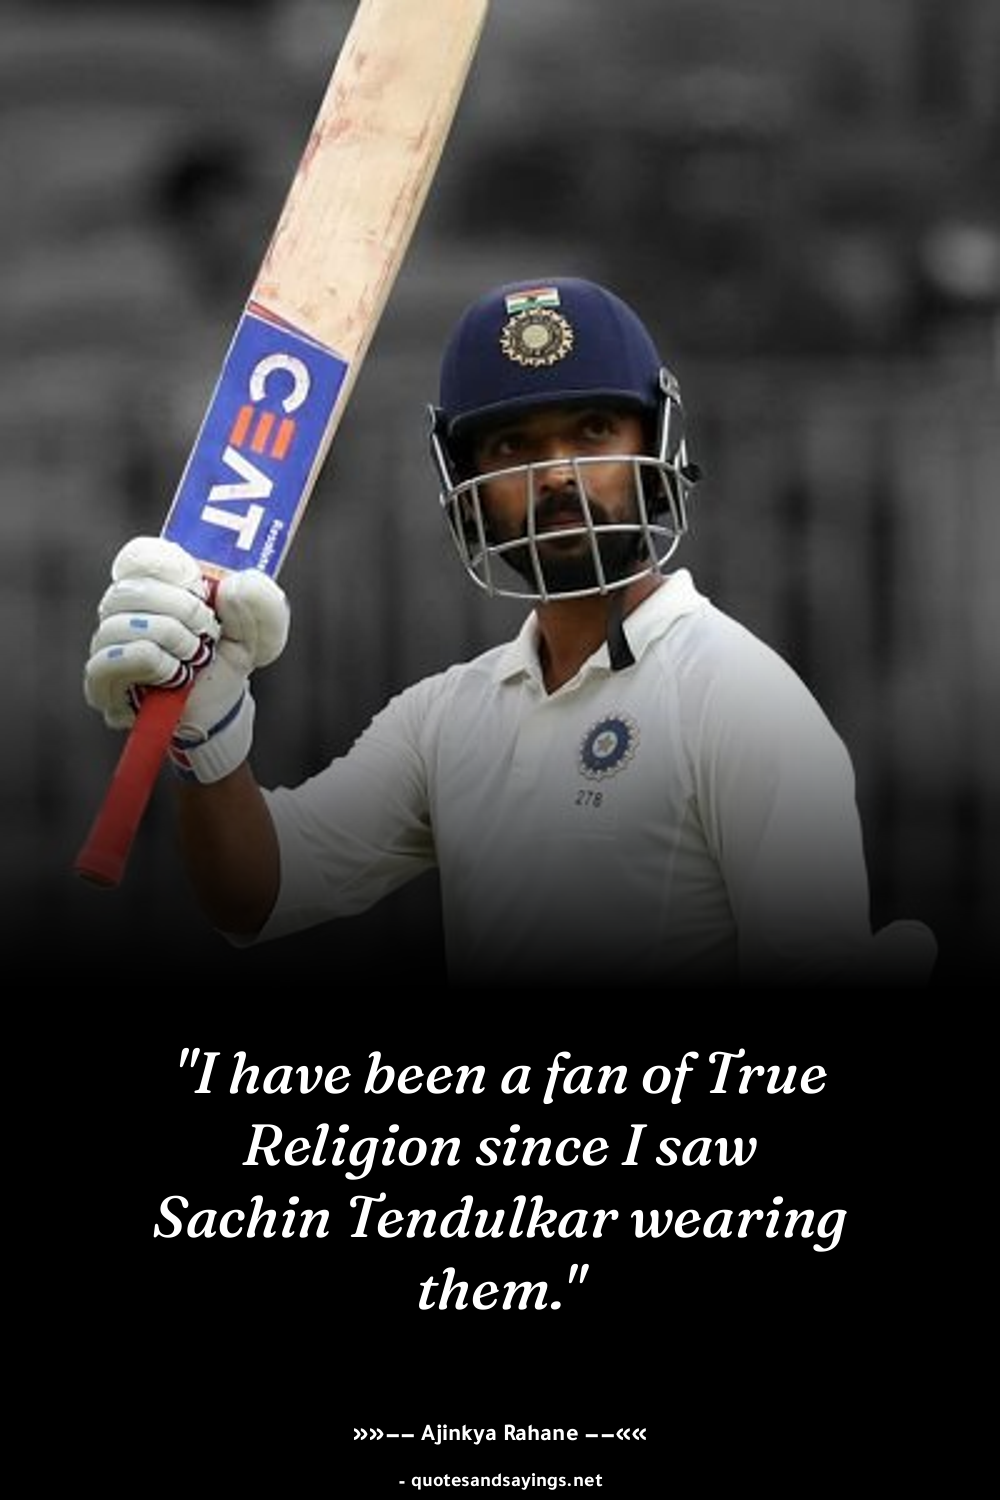 CEAT
278
"I have been a fan of True
Religion since I saw
Sachin Tendulkar wearing
them."
»»−− Ajinkya Rahane −−««
- quotesandsayings.net